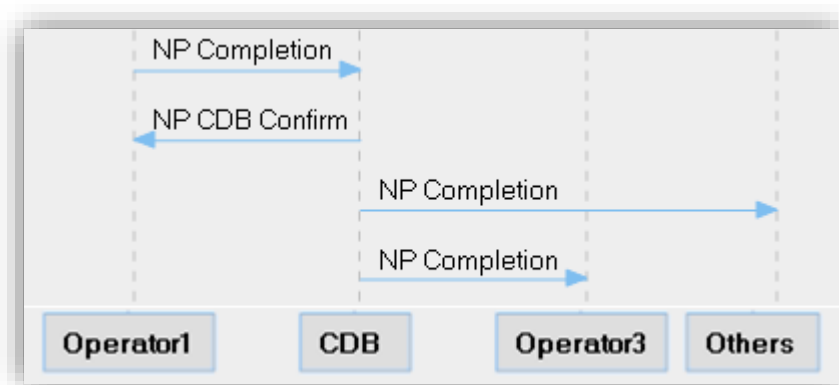 NP Completion
NP CDB Confirm
NP Completion
NP Completion
Operator1 CDB Operator3 Others